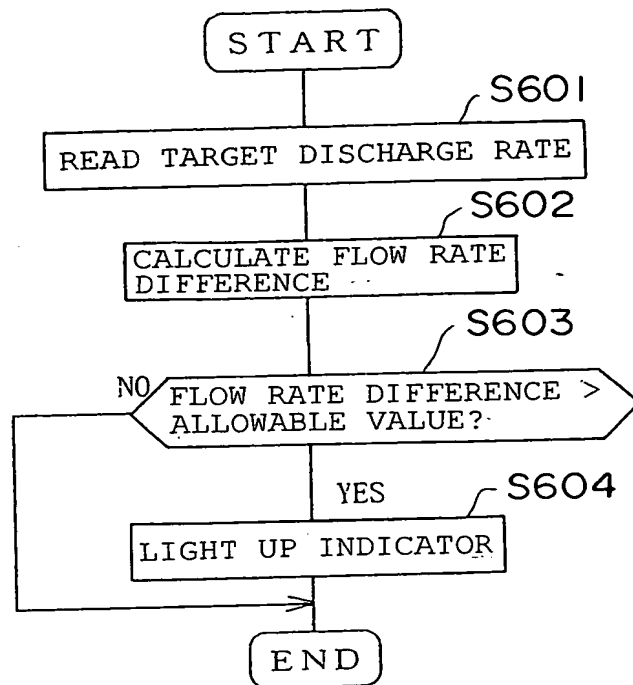 START
S601
READ TARGET DISCHARGE RATE
S602
CALCULATE FLOW RATE
DIFFERENCE
S603
NO
FLOW RATE DIFFERENCE >
ALLOWABLE VALUE?
YES
S604
LIGHT UP INDICATOR
END